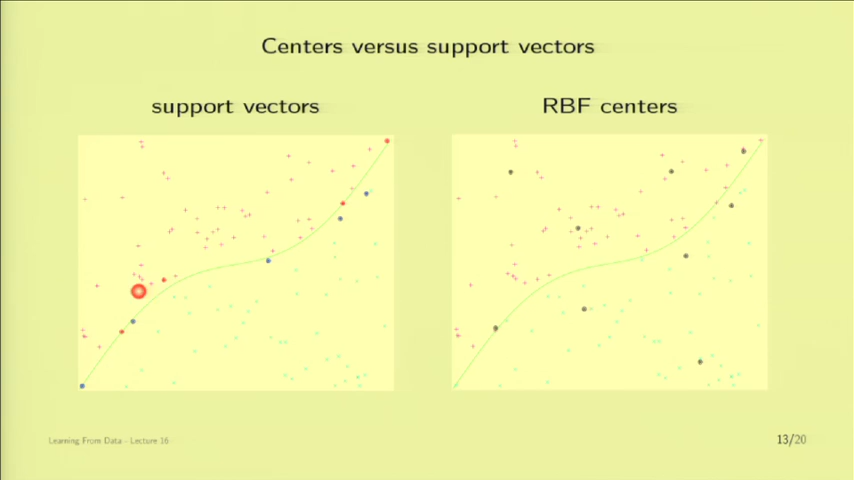 Centers versus support vectors
support vectors
RBF centers
Learning From Data - Lecture 16
13/20